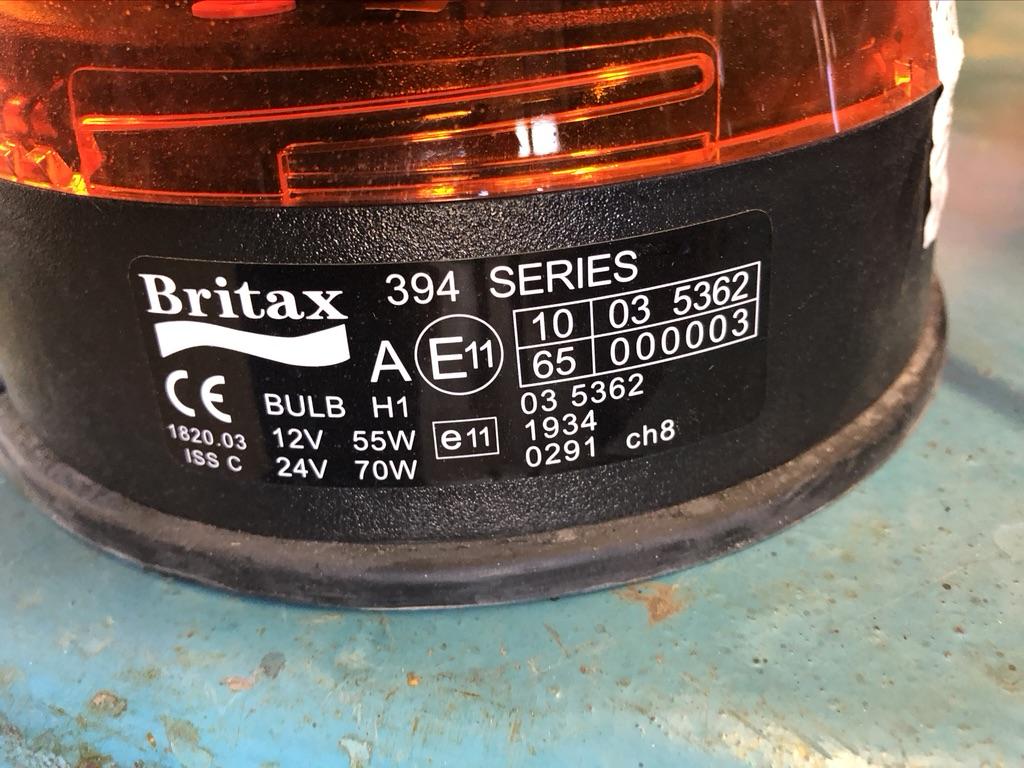 Britax 394 SERIES
A E11 10 03 5362
65 000003
CE BULB H1 03 5362
1820.03 12V 55W e11 1934
ISS C 24V 70W 0291 ch8